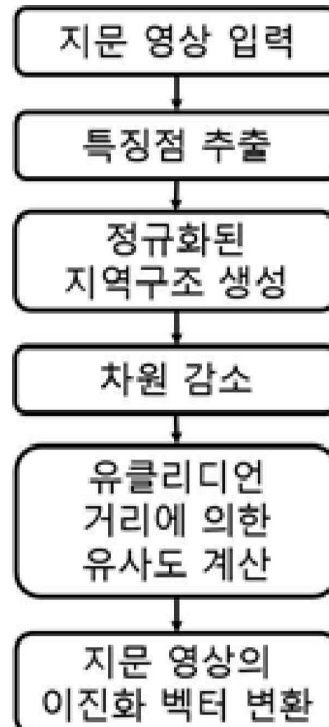 지문 영상 입력
특징점 추출
정규화된
지역구조 생성
차원 감소
유클리디언
거리에 의한
유사도 계산
지문 영상의
이진화 벡터 변환